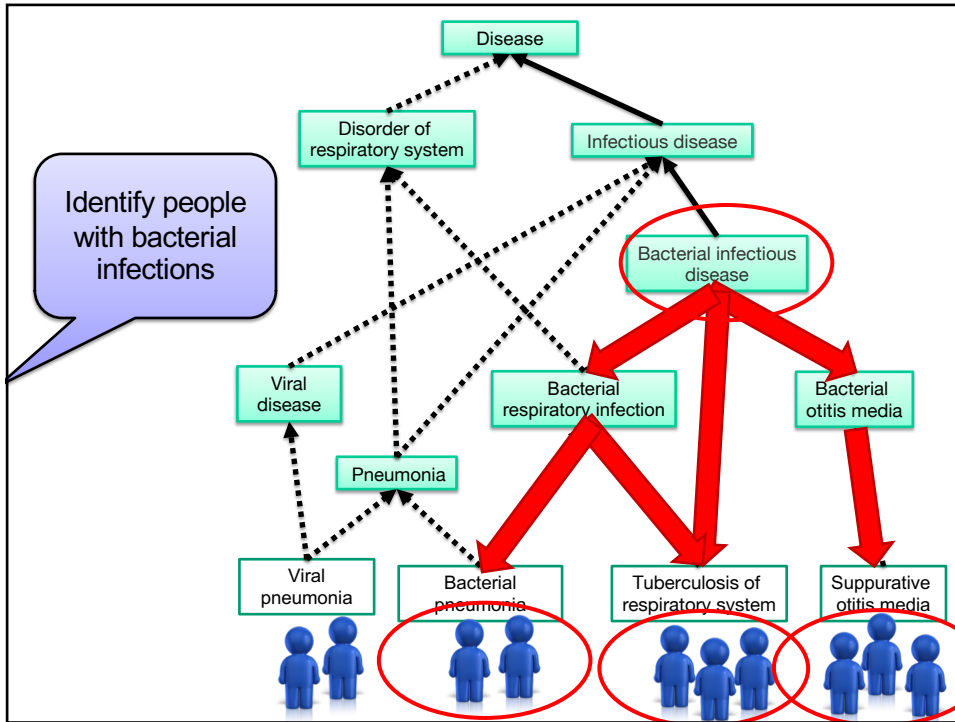 Disease
Disorder of
respiratory system
Infectious disease
Identify people
with bacterial
infections
Bacterial infectious
disease
Viral
disease
Bacterial
respiratory infection
Bacterial
otitis media
Pneumonia
Viral
pneumonia
Bacterial
pneumonia
Tuberculosis of
respiratory system
Suppurative
otitis media